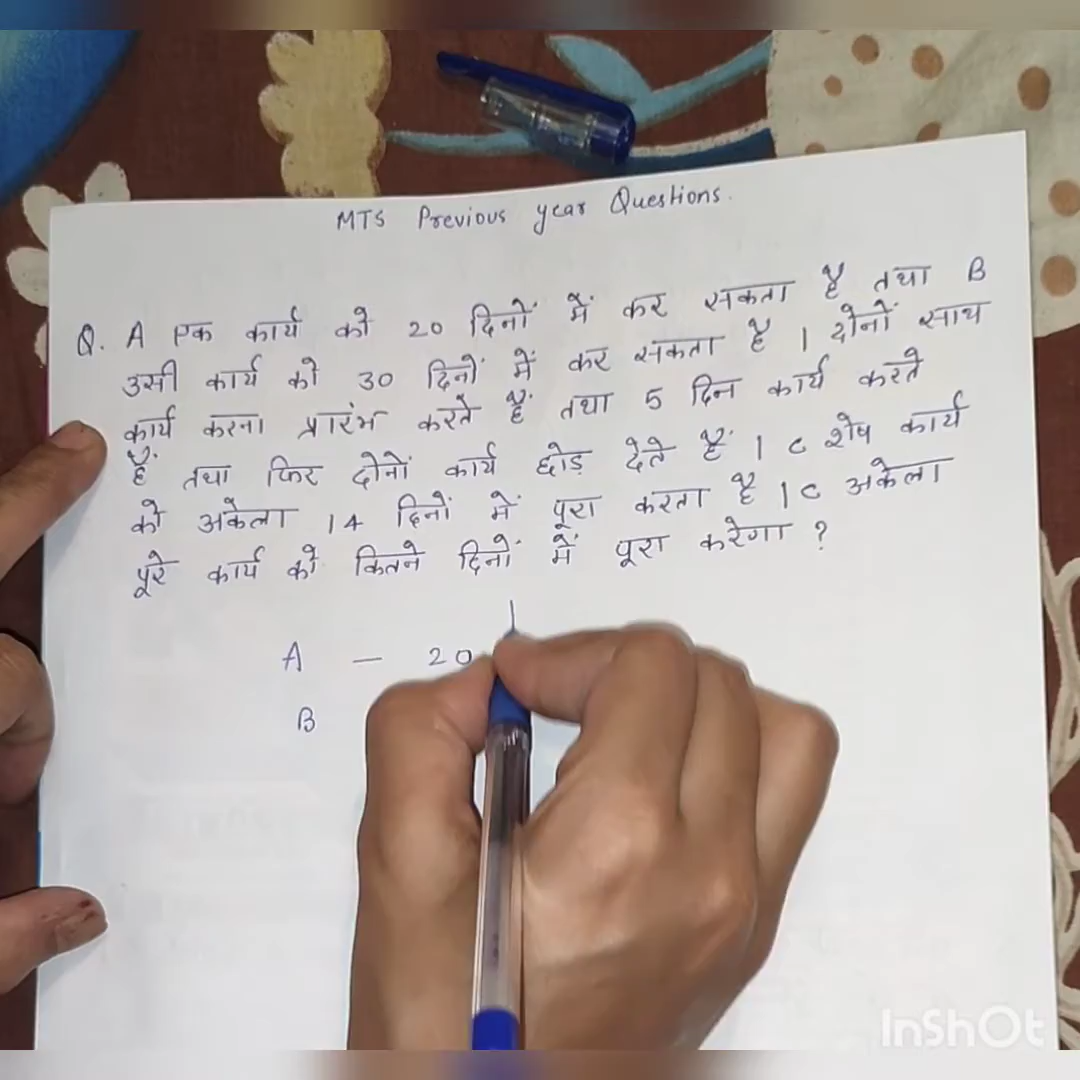 MTS Previous year Questions.
Q. A एक कार्य को 20 दिनों में कर सकता है तथा B
उसी कार्य को 30 दिनों में कर सकता है । दोनों साथ
कार्य करना प्रारंभ करते हैं तथा 5 दिन कार्य करते
हैं तथा फिर दोनों कार्य छोड़ देते हैं । C शेष कार्य
को अकेला 14 दिनों में पूरा करता है । C अकेला
पूरे कार्य को कितने दिनों में पूरा करेगा ?
A — 20
B
InShOt